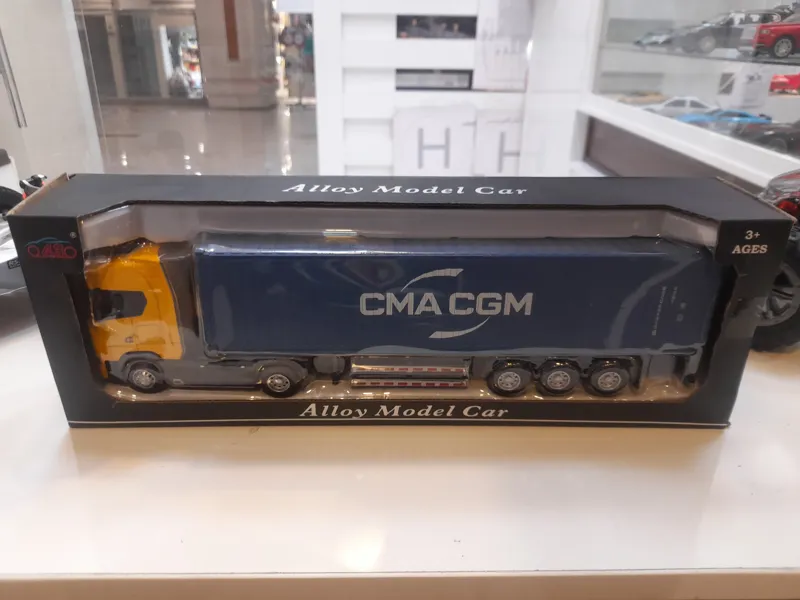 Alloy Model Car
®
3+
AGES
CMA CGM
Alloy Model Car
H
H